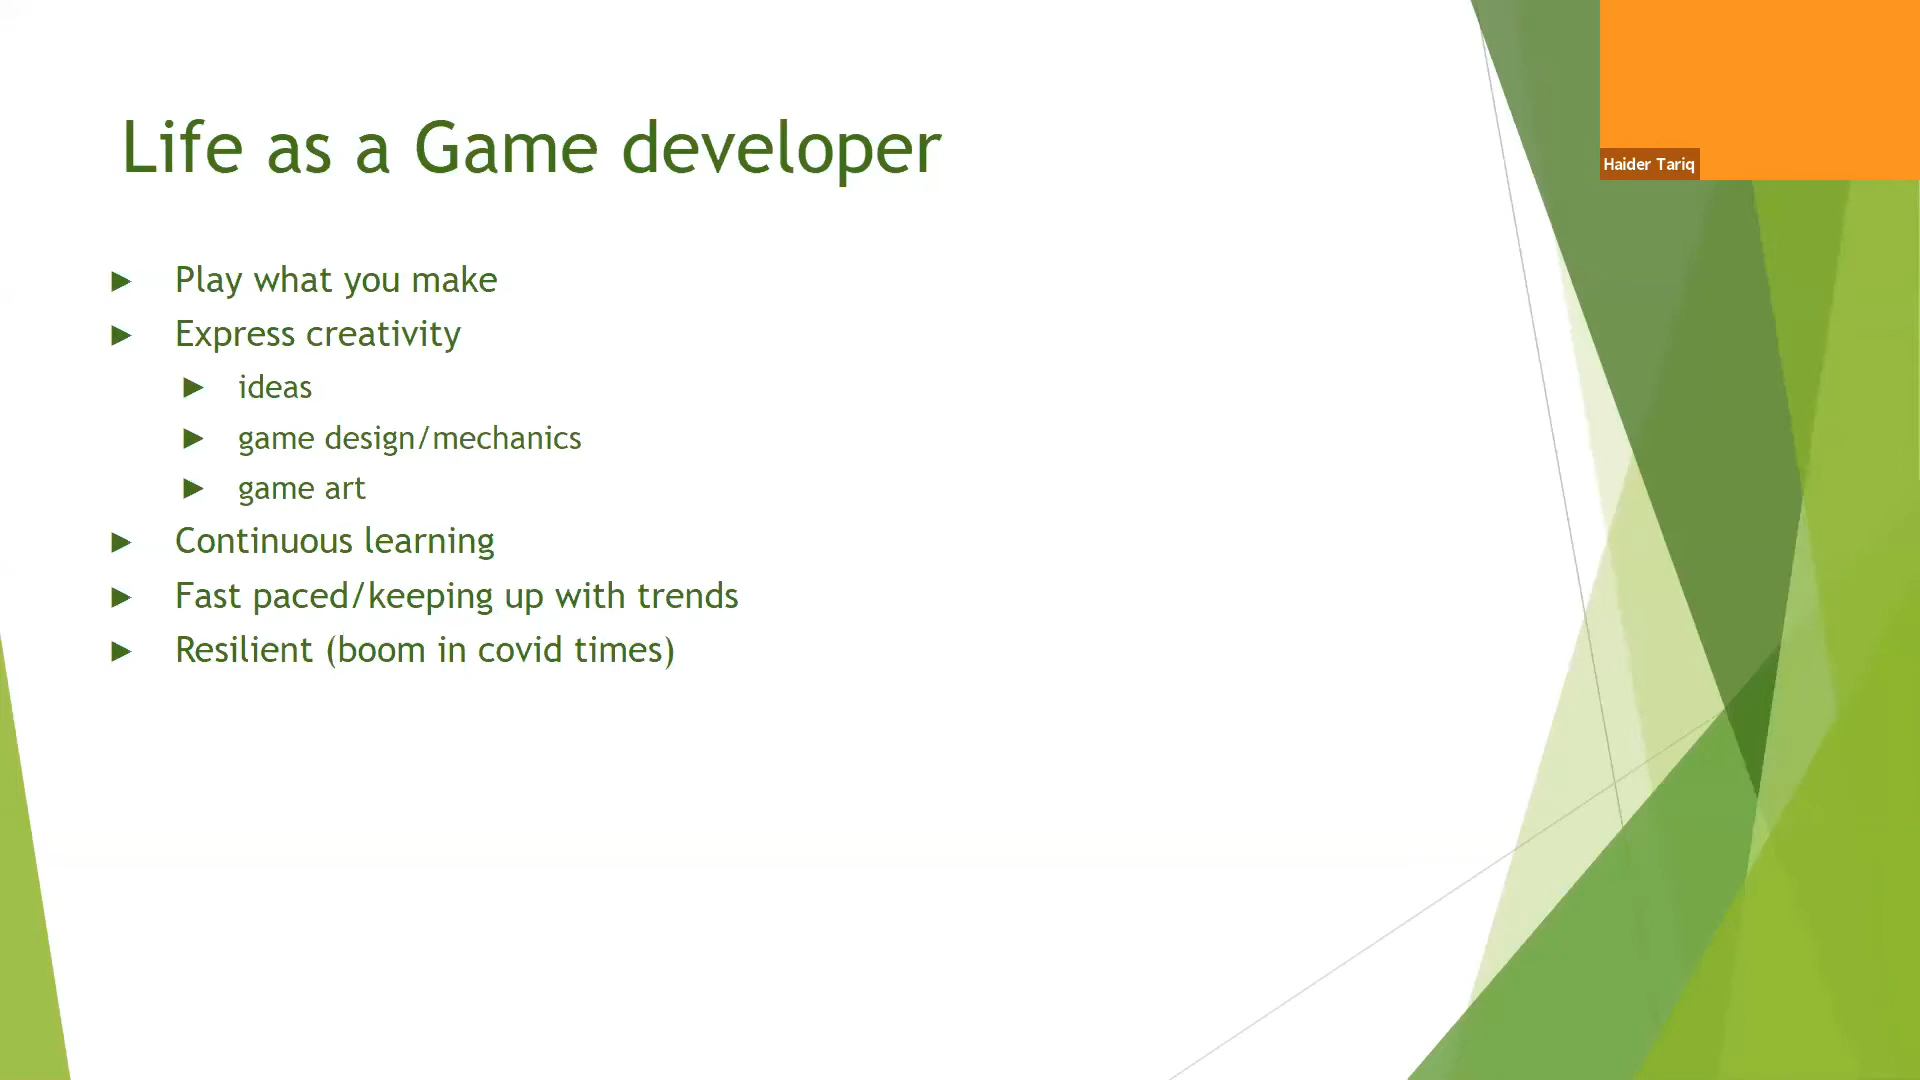 Life as a Game developer
Haider Tariq
► Play what you make
► Express creativity
► ideas
► game design/mechanics
► game art
► Continuous learning
► Fast paced/keeping up with trends
► Resilient (boom in covid times)